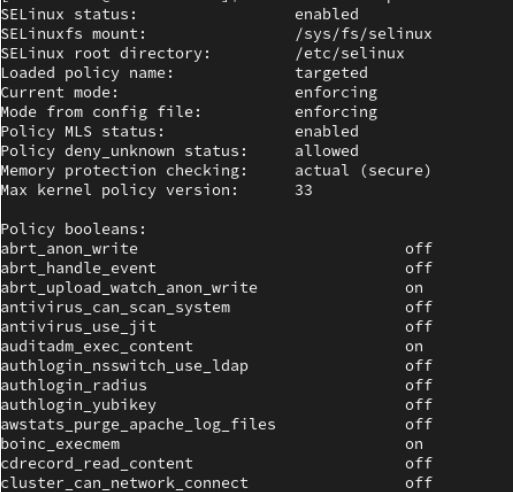 SELinux status: enabled
SELinuxfs mount: /sys/fs/selinux
SELinux root directory: /etc/selinux
Loaded policy name: targeted
Current mode: enforcing
Mode from config file: enforcing
Policy MLS status: enabled
Policy deny_unknown status: allowed
Memory protection checking: actual (secure)
Max kernel policy version: 33
Policy booleans:
abrt_anon_write off
abrt_handle_event off
abrt_upload_watch_anon_write on
antivirus_can_scan_system off
antivirus_use_jit off
auditadm_exec_content on
authlogin_nsswitch_use_ldap off
authlogin_radius off
authlogin_yubikey off
awstats_purge_apache_log_files off
boinc_execmem on
cdrecord_read_content off
cluster_can_network_connect off